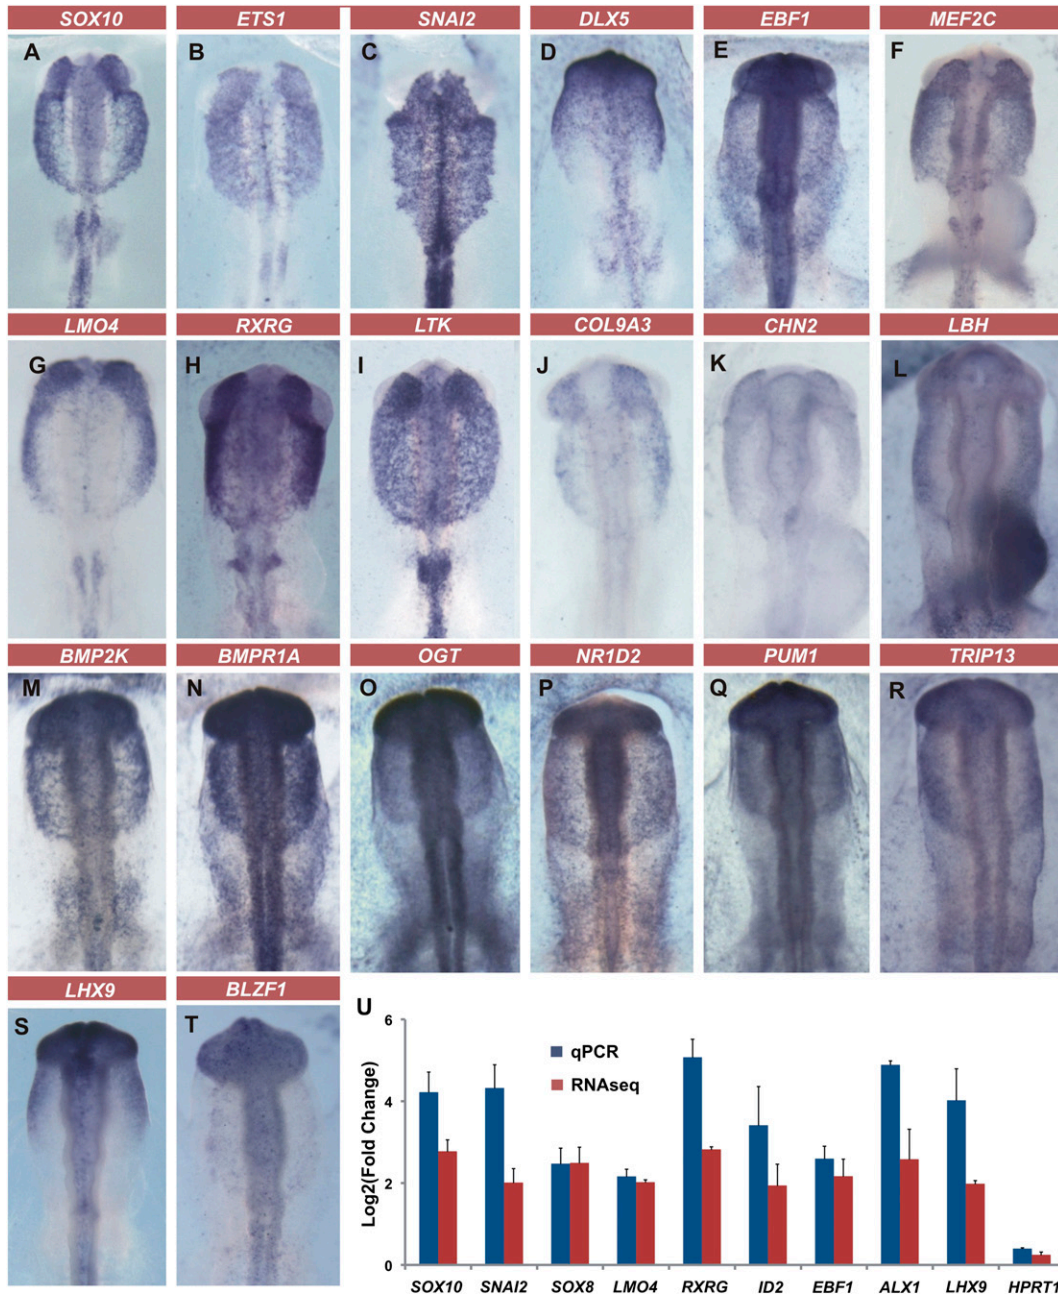 SOX10 ETS1 SNAI2 DLX5 EBF1 MEF2C
A B C D E F
LMO4 RXRG LTK COL9A3 CHN2 LBH
G H I J K L
BMP2K BMPR1A OGT NR1D2 PUM1 TRIP13
M N O P Q R
LHX9 BLZF1
S T U
6
qPCR
RNAseq
4
Log2(Fold Change)
2
0
SOX10 SNAI2 SOX8 LMO4 RXRG ID2 EBF1 ALX1 LHX9 HPRT1